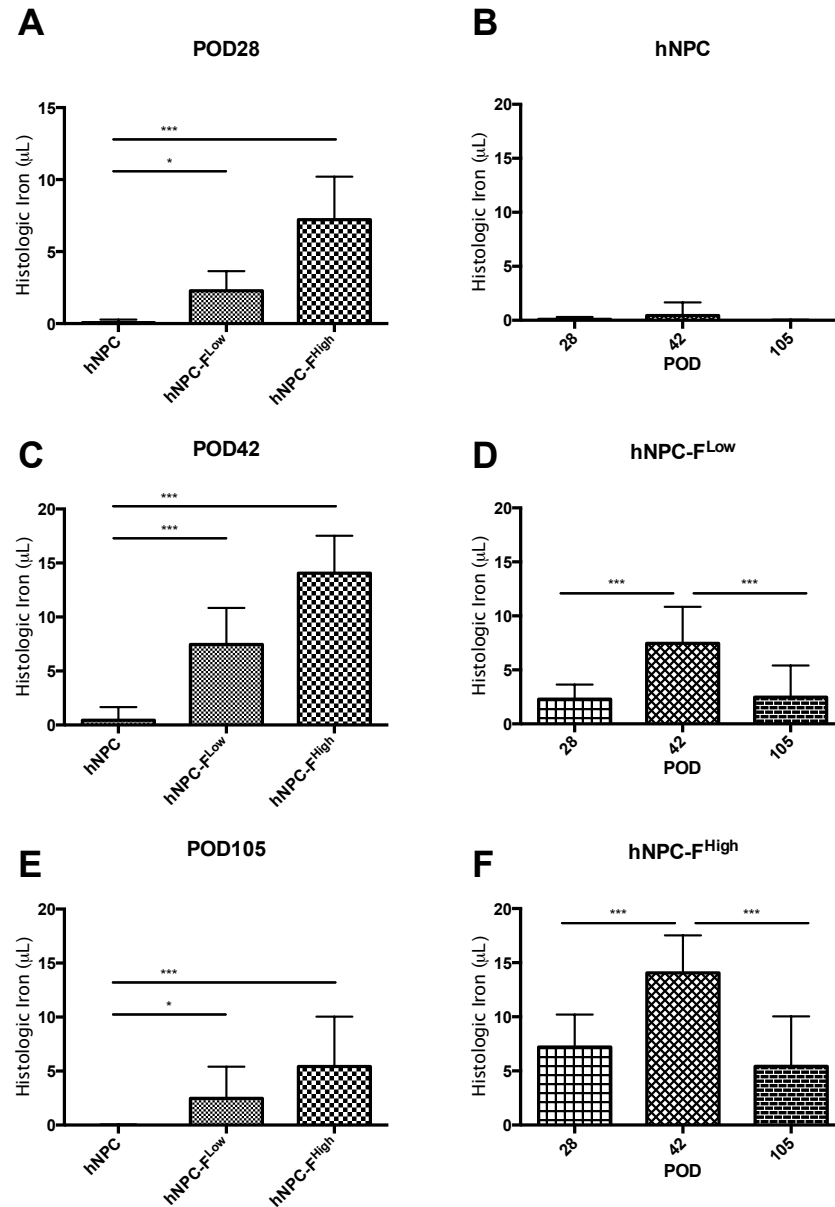 A
POD28
Histologic Iron (µL)
15
10
5
0
***
*
hNPC
hNPC-F^Low
hNPC-F^High
B
hNPC
Histologic Iron (µL)
20
15
10
5
0
28
42
105
POD
C
POD42
Histologic Iron (µL)
20
15
10
5
0
***
***
hNPC
hNPC-F^Low
hNPC-F^High
D
hNPC-F^Low
Histologic Iron (µL)
20
15
10
5
0
***
***
28
42
105
POD
E
POD105
Histologic Iron (µL)
20
15
10
5
0
***
*
hNPC
hNPC-F^Low
hNPC-F^High
F
hNPC-F^High
Histologic Iron (µL)
20
15
10
5
0
***
***
28
42
105
POD